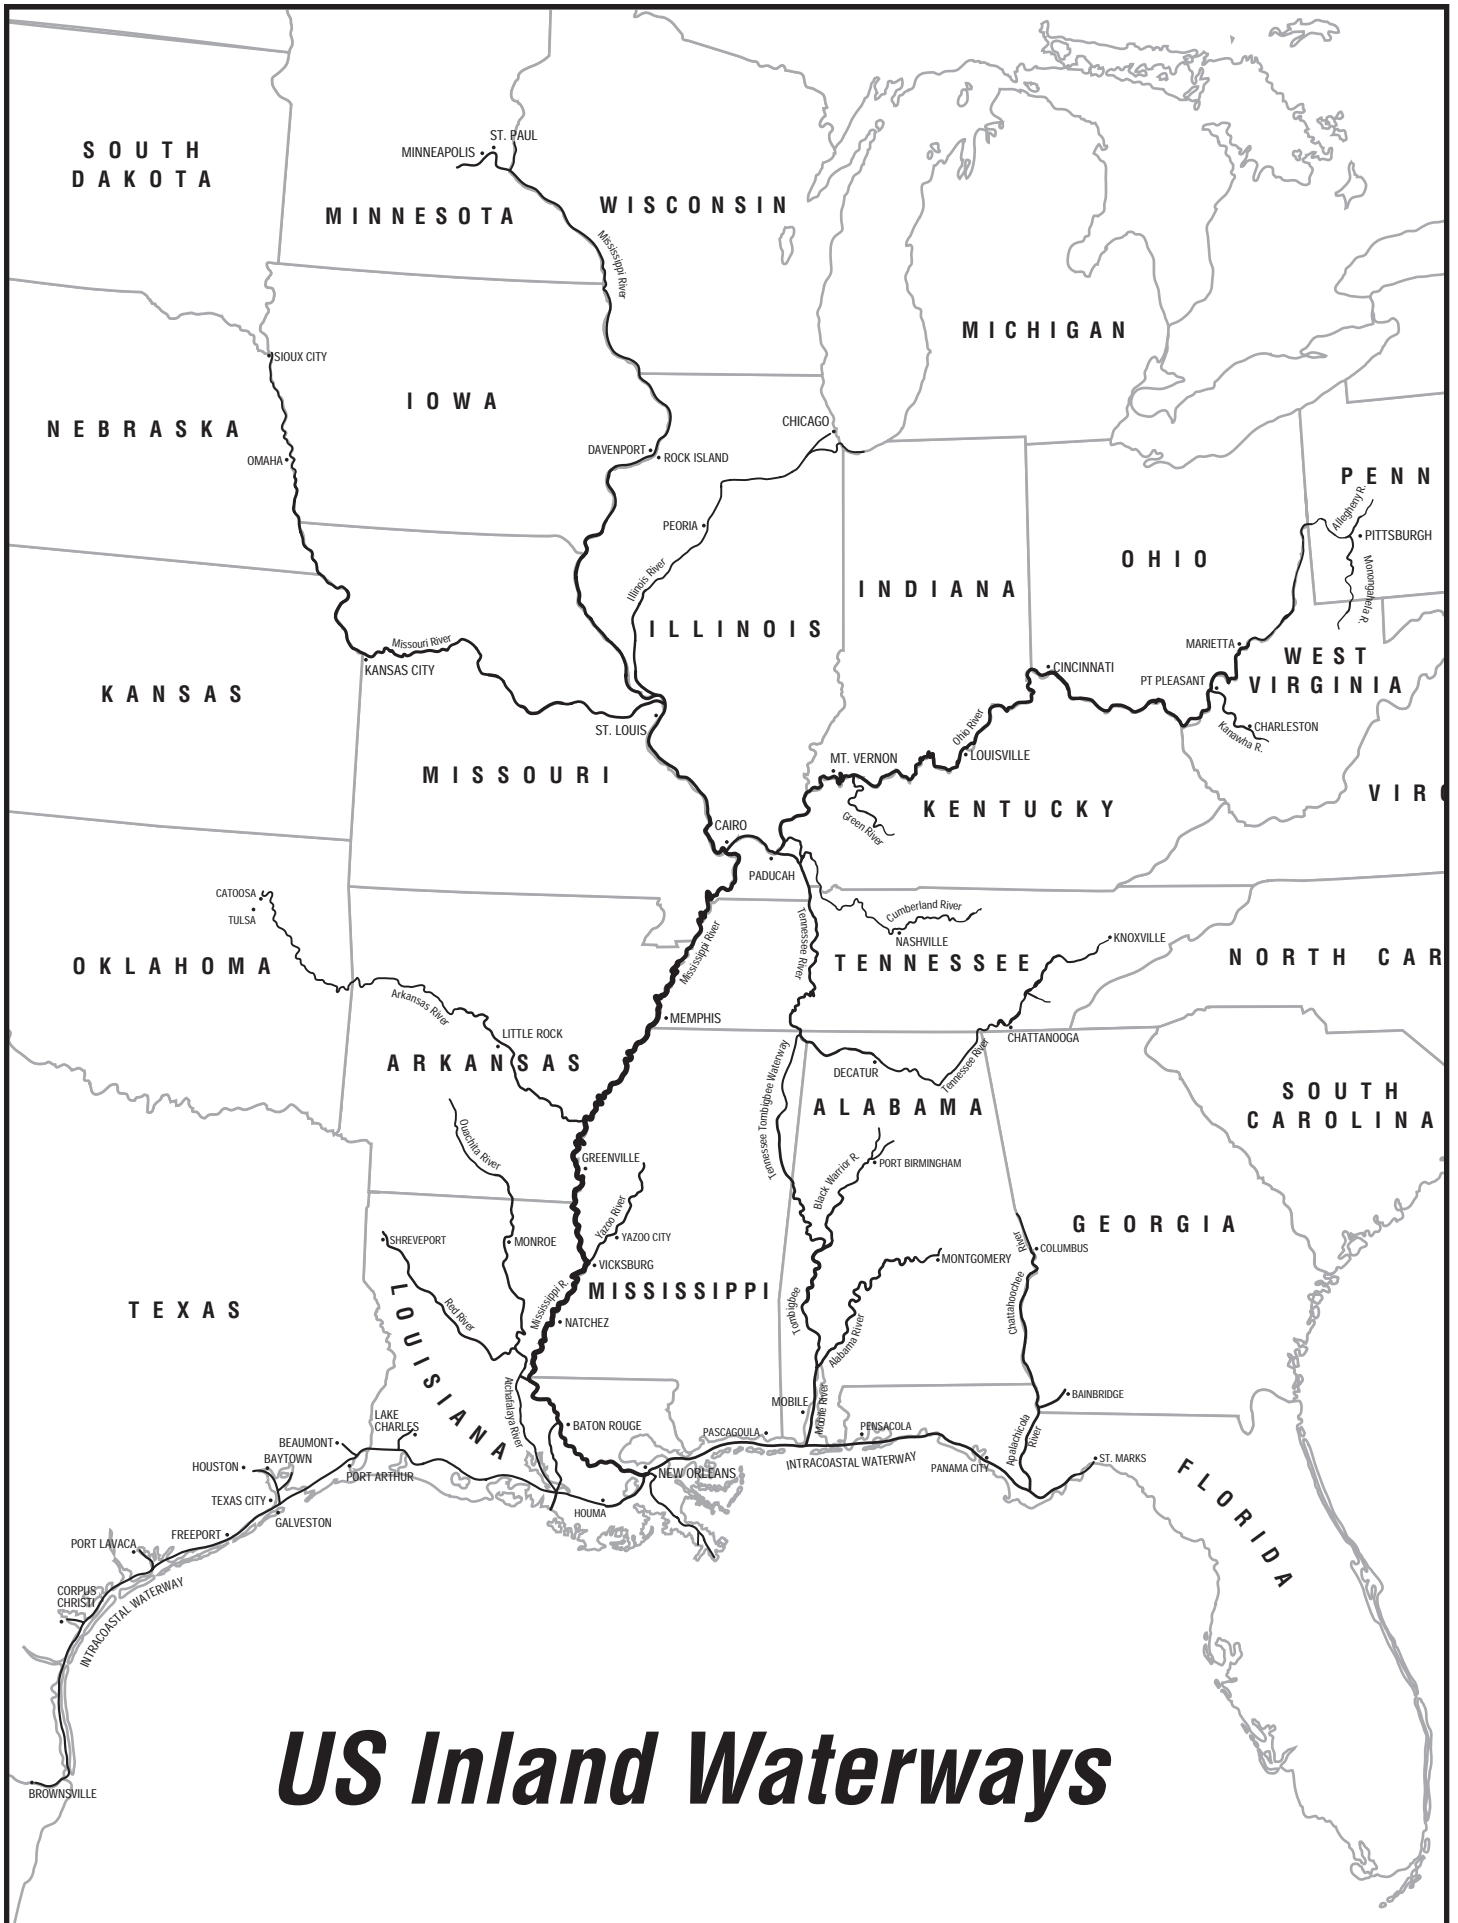 ST. PAUL
MINNEAPOLIS
SOUTH
DAKOTA
MINNESOTA
WISCONSIN
Mississippi River
MICHIGAN
SIOUX CITY
IOWA
NEBRASKA
CHICAGO
DAVENPORT
ROCK ISLAND
OMAHA
PENN
PEORIA
Allegheny R.
PITTSBURGH
OHIO
Monongahela R.
Illinois River
INDIANA
ILLINOIS
Missouri River
MARIETTA
WEST
VIRGINIA
KANSAS CITY
CINCINNATI
PT PLEASANT
KANSAS
ST. LOUIS
Ohio River
CHARLESTON
Kanawha R.
LOUISVILLE
MT. VERNON
MISSOURI
VIRG
KENTUCKY
Green River
CAIRO
PADUCAH
CATOOSA
TULSA
Cumberland River
NASHVILLE
Tennessee River
Mississippi River
KNOXVILLE
OKLAHOMA
TENNESSEE
NORTH CAR
Arkansas River
MEMPHIS
LITTLE ROCK
CHATTANOOGA
ARKANSAS
DECATUR
Tennessee River
Tennessee Tombigbee Waterway
SOUTH
CAROLINA
ALABAMA
Ouachita River
GREENVILLE
Black Warrior R.
PORT BIRMINGHAM
Yazoo River
YAZOO CITY
GEORGIA
SHREVEPORT
MONROE
River
COLUMBUS
MONTGOMERY
VICKSBURG
MISSISSIPPI
Mississippi R.
TEXAS
LOUISIANA
Red River
NATCHEZ
Tombigbee
Alabama River
Chattahoochee
Atchafalaya River
BAINBRIDGE
MOBILE
Mobile River
LAKE
CHARLES
BATON ROUGE
PASCAGOULA
PENSACOLA
Apalachicola
River
BEAUMONT
BAYTOWN
HOUSTON
PORT ARTHUR
NEW ORLEANS
INTRACOASTAL WATERWAY
PANAMA CITY
ST. MARKS
FLORIDA
TEXAS CITY
GALVESTON
HOUMA
FREEPORT
PORT LAVACA
CORPUS
CHRISTI
INTRACOASTAL WATERWAY
BROWNSVILLE
US Inland Waterways